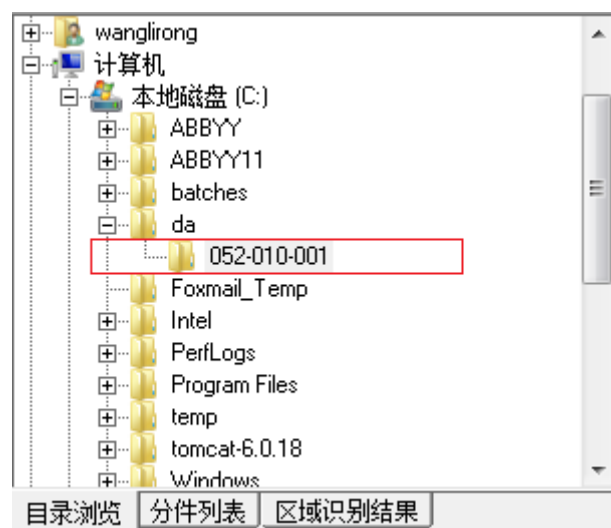 wanglirong
计算机
本地磁盘 (C:)
ABBYY
ABBYY11
batches
da
052-010-001
Foxmail_Temp
Intel
PerfLogs
Program Files
temp
tomcat-6.0.18
Windows
目录浏览 分件列表 区域识别结果